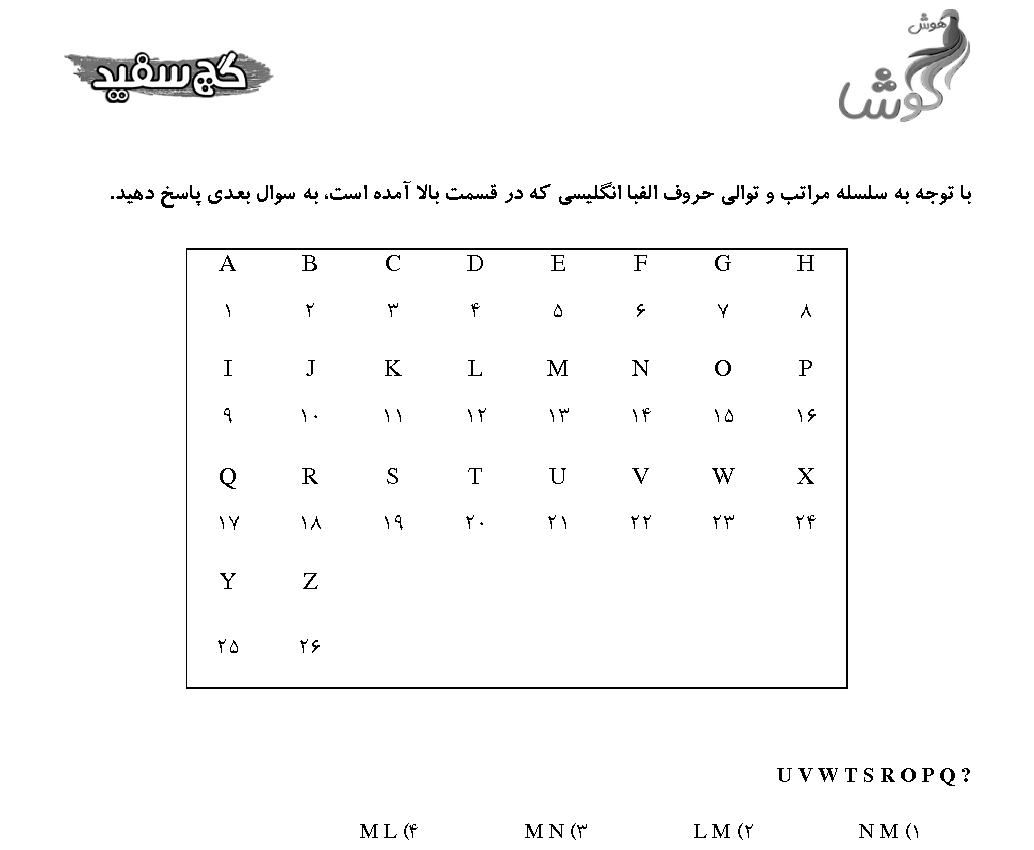 هوش
گوشا
گچ سفید
با توجه به سلسله مراتب و توالی حروف الفبا انگلیسی که در قسمت بالا آمده است، به سوال بعدی پاسخ دهید.
A B C D E F G H
۱ ۲ ۳ ۴ ۵ ۶ ۷ ۸
I J K L M N O P
۹ ۱۰ ۱۱ ۱۲ ۱۳ ۱۴ ۱۵ ۱۶
Q R S T U V W X
۱۷ ۱۸ ۱۹ ۲۰ ۲۱ ۲۲ ۲۳ ۲۴
Y Z
۲۵ ۲۶
U V W T S R O P Q ?
۱) N M ۲) L M ۳) M N ۴) M L